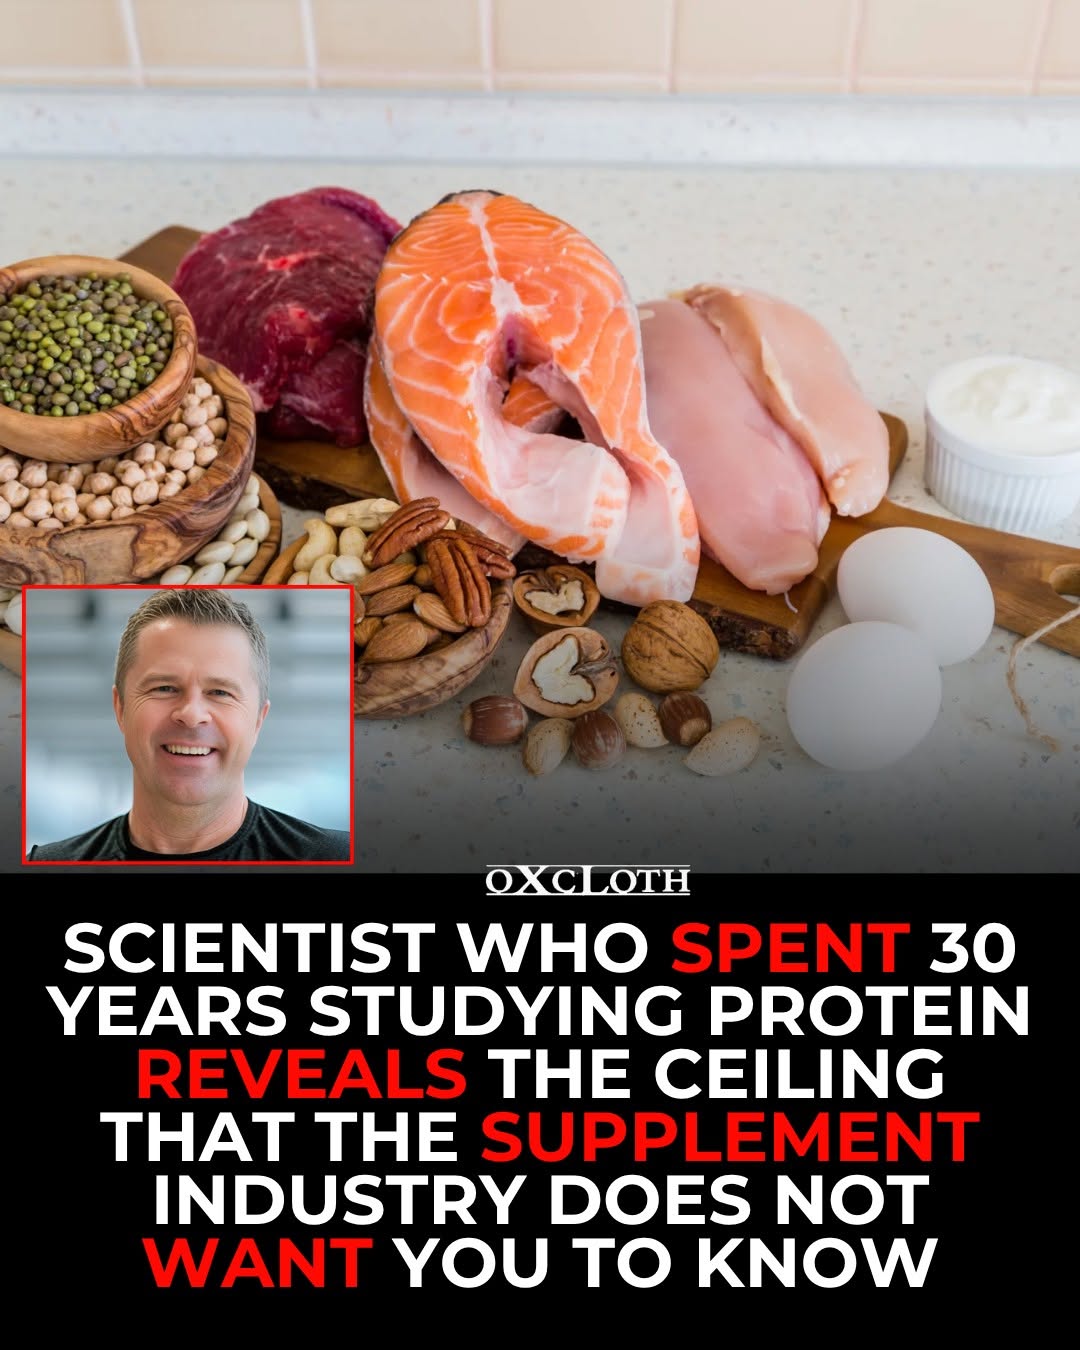 oXcLOTH
SCIENTIST WHO SPENT 30
YEARS STUDYING PROTEIN
REVEALS THE CEILING
THAT THE SUPPLEMENT
INDUSTRY DOES NOT
WANT YOU TO KNOW